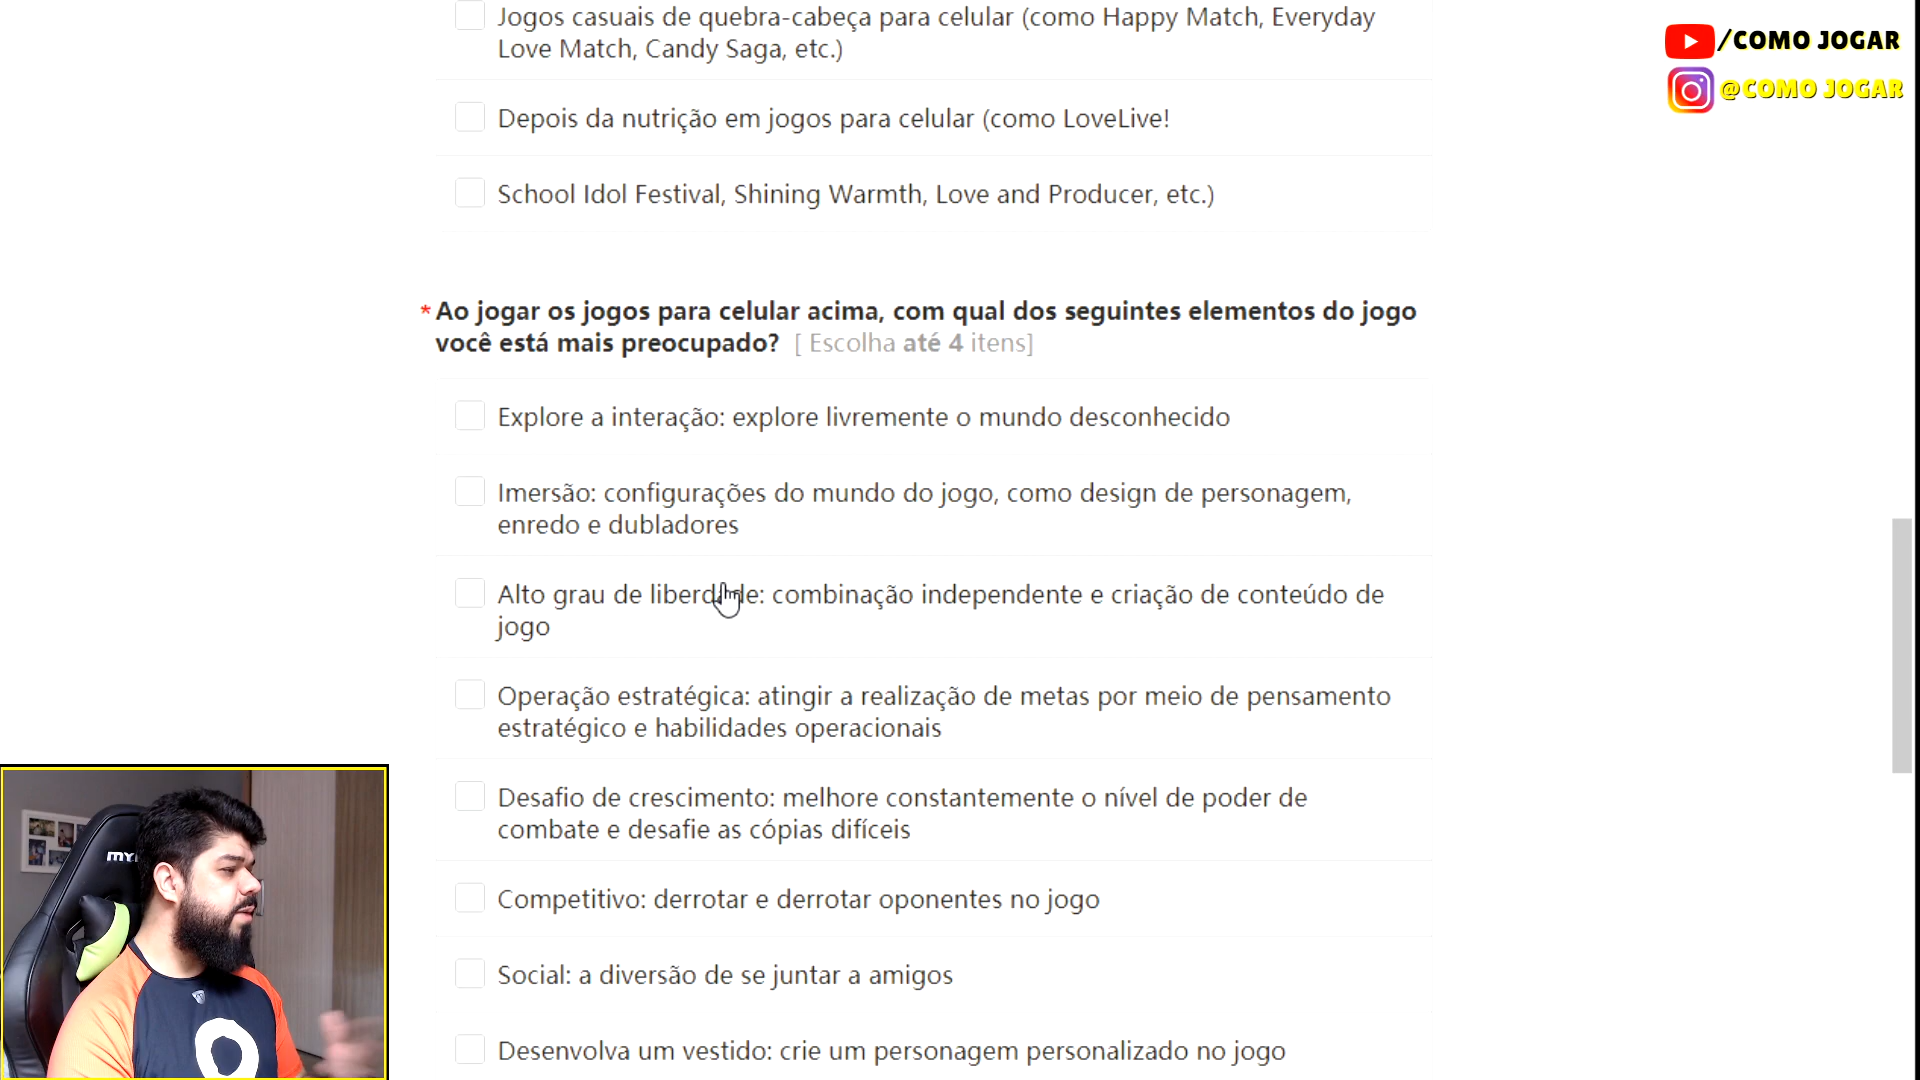 Jogos casuais de quebra-cabeça para celular (como Happy Match, Everyday
Love Match, Candy Saga, etc.)
/COMO JOGAR
@COMO JOGAR
Depois da nutrição em jogos para celular (como LoveLive!
School Idol Festival, Shining Warmth, Love and Producer, etc.)
* Ao jogar os jogos para celular acima, com qual dos seguintes elementos do jogo
você está mais preocupado? [ Escolha até 4 itens]
Explore a interação: explore livremente o mundo desconhecido
Imersão: configurações do mundo do jogo, como design de personagem,
enredo e dubladores
Alto grau de liberdade: combinação independente e criação de conteúdo de
jogo
Operação estratégica: atingir a realização de metas por meio de pensamento
estratégico e habilidades operacionais
Desafio de crescimento: melhore constantemente o nível de poder de
combate e desafie as cópias difíceis
Competitivo: derrotar e derrotar oponentes no jogo
Social: a diversão de se juntar a amigos
Desenvolva um vestido: crie um personagem personalizado no jogo